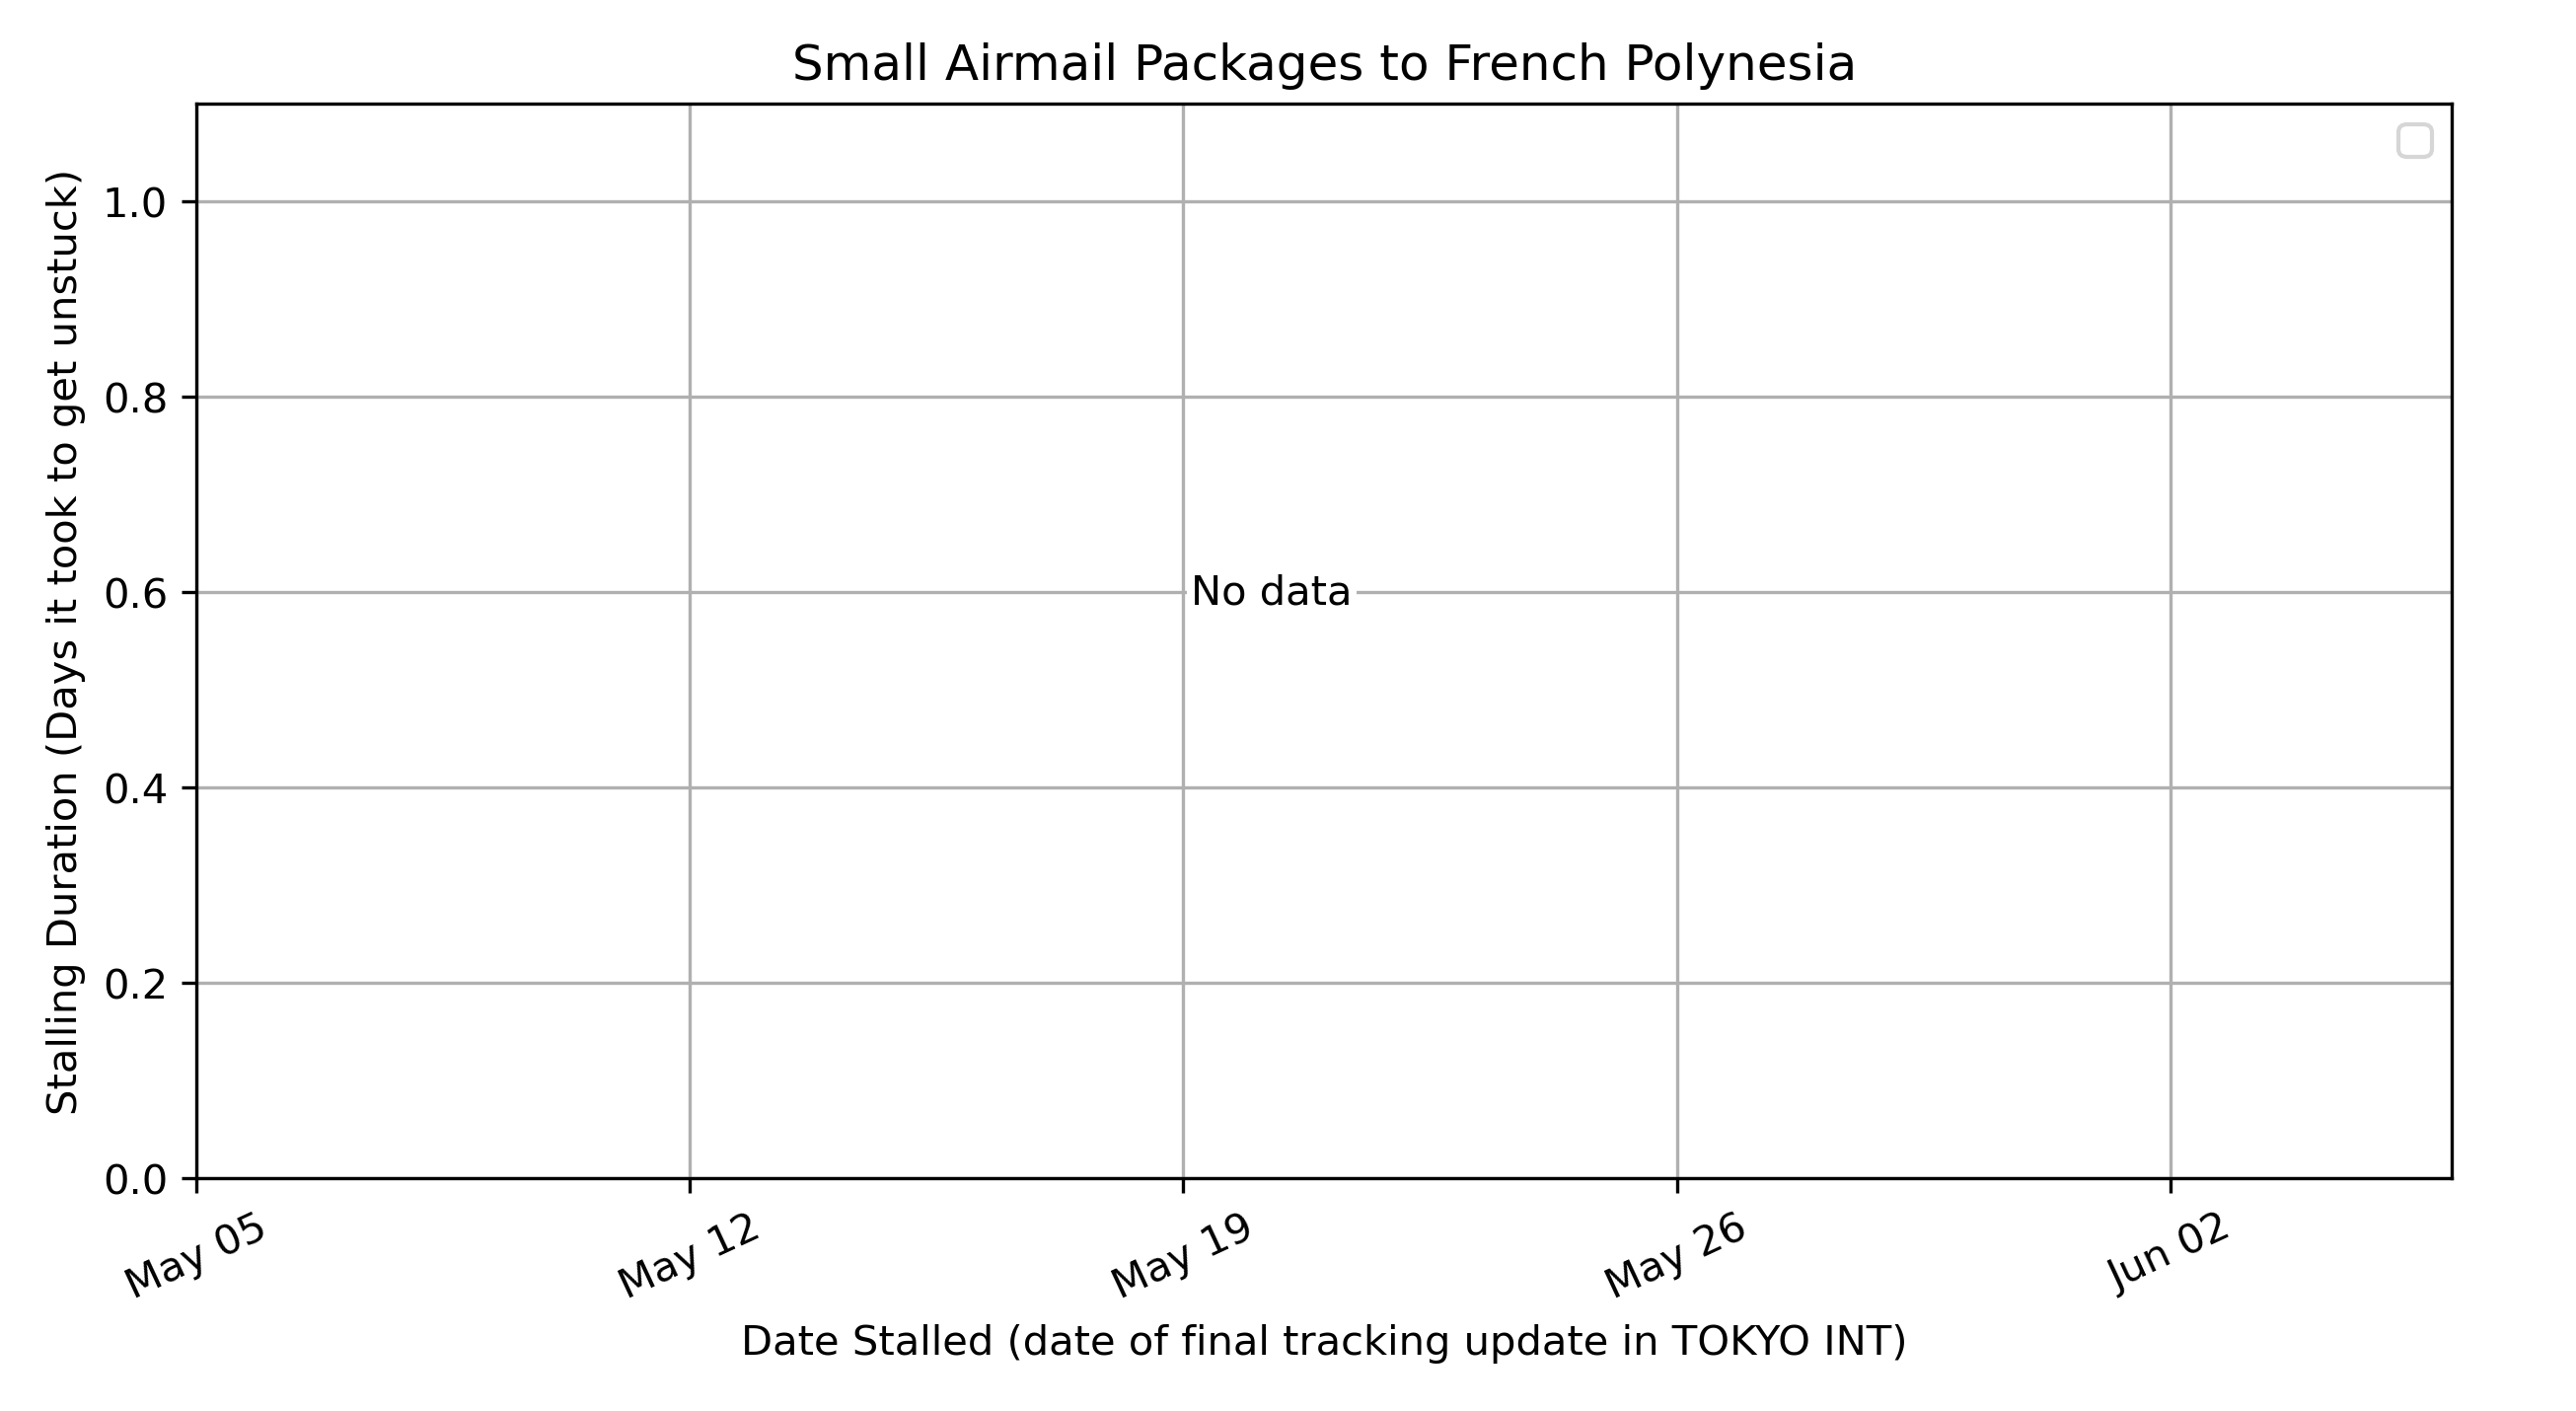 Small Airmail Packages to French Polynesia
Stalling Duration (Days it took to get unstuck)
1.0
0.8
0.6
0.4
0.2
0.0
No data
May 05
May 12
May 19
May 26
Jun 02
Date Stalled (date of final tracking update in TOKYO INT)